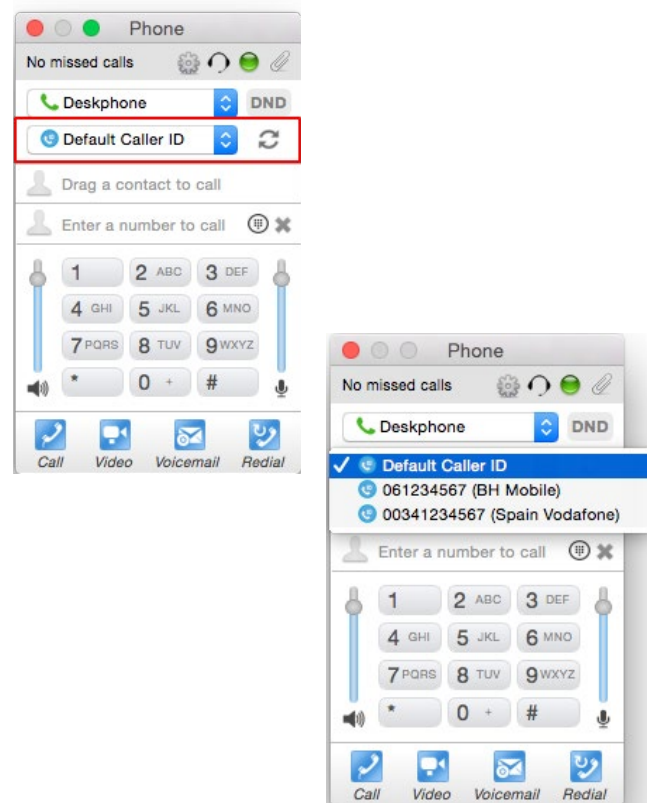 Phone
No missed calls
Deskphone DND
Default Caller ID
Drag a contact to call
Enter a number to call
1 2 ABC 3 DEF
4 GHI 5 JKL 6 MNO
7 PQRS 8 TUV 9 WXYZ
* 0 + #
Call Video Voicemail Redial
Phone
No missed calls
Deskphone DND
Default Caller ID
061234567 (BH Mobile)
00341234567 (Spain Vodafone)
Enter a number to call
1 2 ABC 3 DEF
4 GHI 5 JKL 6 MNO
7 PQRS 8 TUV 9 WXYZ
* 0 + #
Call Video Voicemail Redial